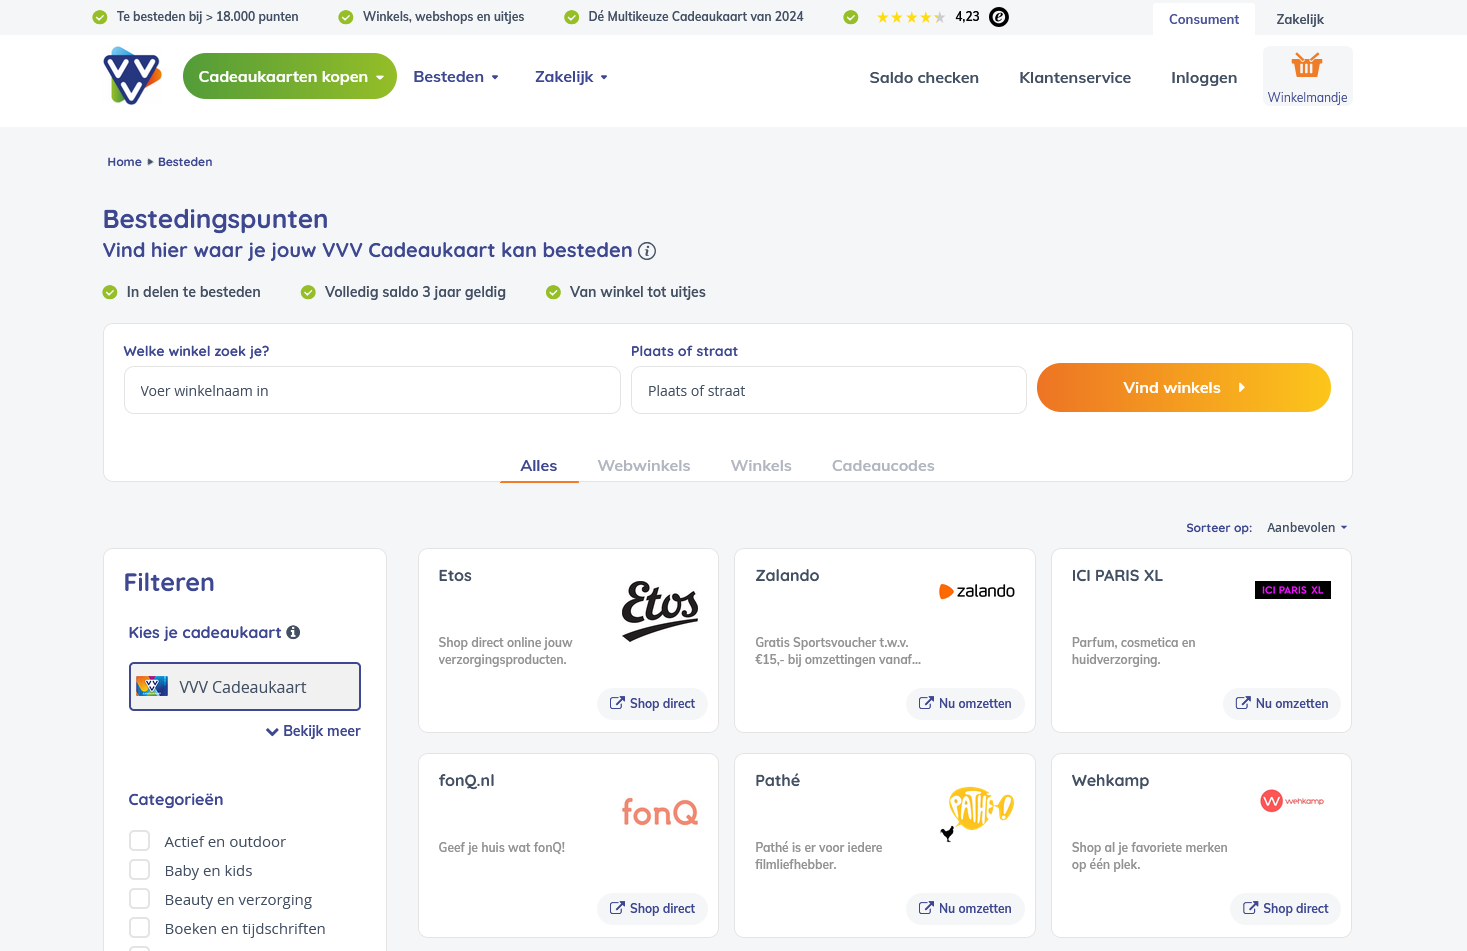 Te besteden bij > 18.000 punten
Winkels, webshops en uitjes
Dé Multikeuze Cadeaukaart van 2024
4,23
e
Consument
Zakelijk
VVV
Cadeaukaarten kopen
Besteden
Zakelijk
Saldo checken
Klantenservice
Inloggen
Winkelmandje
Home
Besteden
Bestedingspunten
Vind hier waar je jouw VVV Cadeaukaart kan besteden
In delen te besteden
Volledig saldo 3 jaar geldig
Van winkel tot uitjes
Welke winkel zoek je?
Voer winkelnaam in
Plaats of straat
Plaats of straat
Vind winkels
Alles
Webwinkels
Winkels
Cadeaucodes
Sorteer op:
Aanbevolen
Filteren
Kies je cadeaukaart
VVV Cadeaukaart
Bekijk meer
Categorieën
Actief en outdoor
Baby en kids
Beauty en verzorging
Boeken en tijdschriften
Etos
Etos
Shop direct online jouw
verzorgingsproducten.
Shop direct
Zalando
zalando
Gratis Sportsvoucher t.w.v.
€15,- bij omzettingen vanaf...
Nu omzetten
ICI PARIS XL
ICI PARIS XL
Parfum, cosmetica en
huidverzorging.
Nu omzetten
fonQ.nl
fonQ
Geef je huis wat fonQ!
Shop direct
Pathé
PATHÉ
Pathé is er voor iedere
filmliefhebber.
Nu omzetten
Wehkamp
wehkamp
Shop al je favoriete merken
op één plek.
Shop direct